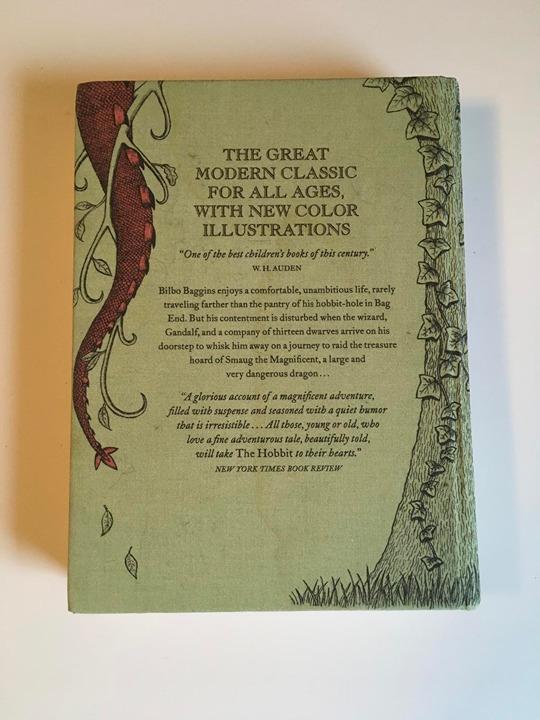 THE GREAT
MODERN CLASSIC
FOR ALL AGES,
WITH NEW COLOR
ILLUSTRATIONS
“One of the best children’s books of this century.”
W. H. AUDEN
Bilbo Baggins enjoys a comfortable, unambitious life, rarely
traveling farther than the pantry of his hobbit-hole in Bag
End. But his contentment is disturbed when the wizard,
Gandalf, and a company of thirteen dwarves arrive on his
doorstep to whisk him away on a journey to raid the treasure
hoard of Smaug the Magnificent, a large and
very dangerous dragon ...
“A glorious account of a magnificent adventure,
filled with suspense and seasoned with a quiet humor
that is irresistible ... All those, young or old, who
love a fine adventurous tale, beautifully told,
will take The Hobbit to their hearts.”
NEW YORK TIMES BOOK REVIEW